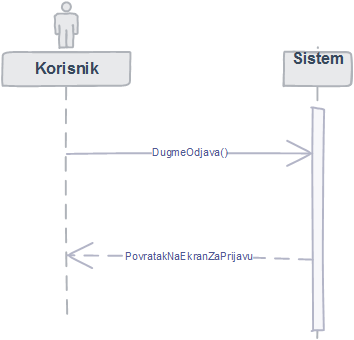 Korisnik
Sistem
DugmeOdjava()
PovratakNaEkranZaPrijavu